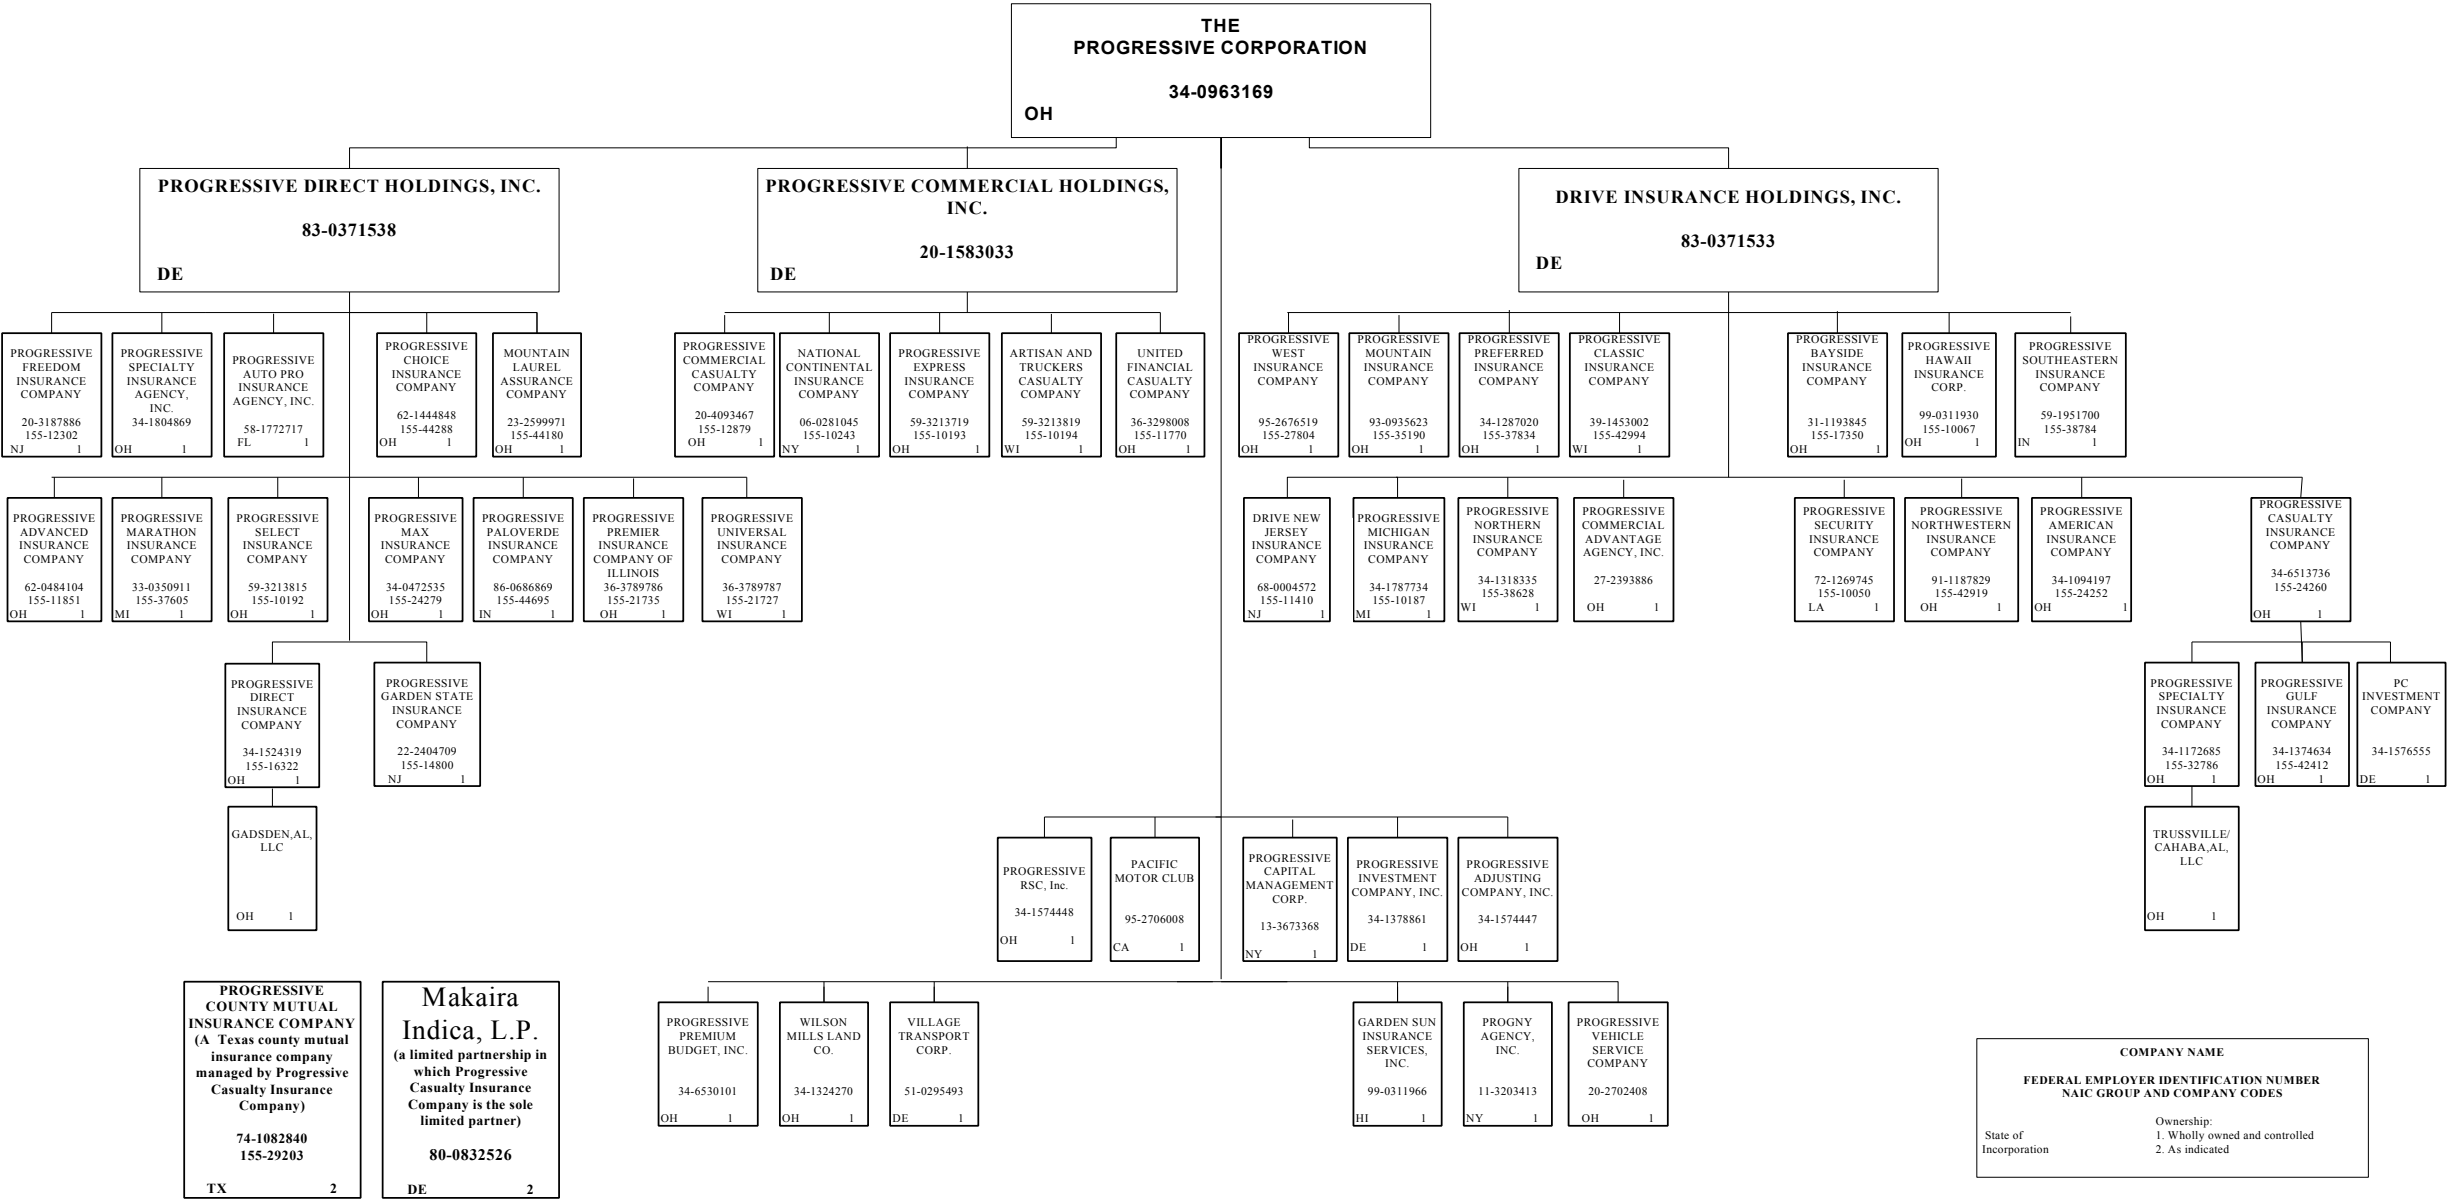 THE
PROGRESSIVE CORPORATION
34-0963169
OH
PROGRESSIVE DIRECT HOLDINGS, INC.
83-0371538
DE
PROGRESSIVE COMMERCIAL HOLDINGS,
INC.
20-1583033
DE
DRIVE INSURANCE HOLDINGS, INC.
83-0371533
DE
PROGRESSIVE
FREEDOM
INSURANCE
COMPANY
20-3187886
155-12302
NJ 1
PROGRESSIVE
SPECIALTY
INSURANCE
AGENCY,
INC.
34-1804869
OH 1
PROGRESSIVE
AUTO PRO
INSURANCE
AGENCY, INC.
58-1772717
FL 1
PROGRESSIVE
CHOICE
INSURANCE
COMPANY
62-1444848
155-44288
OH 1
MOUNTAIN
LAUREL
ASSURANCE
COMPANY
23-2599971
155-44180
OH 1
PROGRESSIVE
COMMERCIAL
CASUALTY
COMPANY
20-4093467
155-12879
OH 1
NATIONAL
CONTINENTAL
INSURANCE
COMPANY
06-0281045
155-10243
NY 1
PROGRESSIVE
EXPRESS
INSURANCE
COMPANY
59-3213719
155-10193
OH 1
ARTISAN AND
TRUCKERS
CASUALTY
COMPANY
59-3213819
155-10194
WI 1
UNITED
FINANCIAL
CASUALTY
COMPANY
36-3298008
155-11770
OH 1
PROGRESSIVE
WEST
INSURANCE
COMPANY
95-2676519
155-27804
OH 1
PROGRESSIVE
MOUNTAIN
INSURANCE
COMPANY
93-0935623
155-35190
OH 1
PROGRESSIVE
PREFERRED
INSURANCE
COMPANY
34-1287020
155-37834
OH 1
PROGRESSIVE
CLASSIC
INSURANCE
COMPANY
39-1453002
155-42994
WI 1
PROGRESSIVE
BAYSIDE
INSURANCE
COMPANY
31-1193845
155-17350
OH 1
PROGRESSIVE
HAWAII
INSURANCE
CORP.
99-0311930
155-10067
OH 1
PROGRESSIVE
SOUTHEASTERN
INSURANCE
COMPANY
59-1951700
155-38784
IN 1
PROGRESSIVE
ADVANCED
INSURANCE
COMPANY
62-0484104
155-11851
OH 1
PROGRESSIVE
MARATHON
INSURANCE
COMPANY
33-0350911
155-37605
MI 1
PROGRESSIVE
SELECT
INSURANCE
COMPANY
59-3213815
155-10192
OH 1
PROGRESSIVE
MAX
INSURANCE
COMPANY
34-0472535
155-24279
OH 1
PROGRESSIVE
PALOVERDE
INSURANCE
COMPANY
86-0686869
155-44695
IN 1
PROGRESSIVE
PREMIER
INSURANCE
COMPANY OF
ILLINOIS
36-3789786
155-21735
OH 1
PROGRESSIVE
UNIVERSAL
INSURANCE
COMPANY
36-3789787
155-21727
WI 1
DRIVE NEW
JERSEY
INSURANCE
COMPANY
68-0004572
155-11410
NJ 1
PROGRESSIVE
MICHIGAN
INSURANCE
COMPANY
34-1787734
155-10187
MI 1
PROGRESSIVE
NORTHERN
INSURANCE
COMPANY
34-1318335
155-38628
WI 1
PROGRESSIVE
COMMERCIAL
ADVANTAGE
AGENCY, INC.
27-2393886
OH 1
PROGRESSIVE
SECURITY
INSURANCE
COMPANY
72-1269745
155-10050
LA 1
PROGRESSIVE
NORTHWESTERN
INSURANCE
COMPANY
91-1187829
155-42919
OH 1
PROGRESSIVE
AMERICAN
INSURANCE
COMPANY
34-1094197
155-24252
OH 1
PROGRESSIVE
CASUALTY
INSURANCE
COMPANY
34-6513736
155-24260
OH 1
PROGRESSIVE
DIRECT
INSURANCE
COMPANY
34-1524319
155-16322
OH 1
PROGRESSIVE
GARDEN STATE
INSURANCE
COMPANY
22-2404709
155-14800
NJ 1
PROGRESSIVE
SPECIALTY
INSURANCE
COMPANY
34-1172685
155-32786
OH 1
PROGRESSIVE
GULF
INSURANCE
COMPANY
34-1374634
155-42412
OH 1
PC
INVESTMENT
COMPANY
34-1576555
DE 1
GADSDEN,AL,
LLC
OH 1
PROGRESSIVE
RSC, Inc.
34-1574448
OH 1
PACIFIC
MOTOR CLUB
95-2706008
CA 1
PROGRESSIVE
CAPITAL
MANAGEMENT
CORP.
13-3673368
NY 1
PROGRESSIVE
INVESTMENT
COMPANY, INC.
34-1378861
DE 1
PROGRESSIVE
ADJUSTING
COMPANY, INC.
34-1574447
OH 1
TRUSSVILLE/
CAHABA,AL,
LLC
OH 1
PROGRESSIVE
COUNTY MUTUAL
INSURANCE COMPANY
(A Texas county mutual
insurance company
managed by Progressive
Casualty Insurance
Company)
74-1082840
155-29203
TX 2
Makaira
Indica, L.P.
(a limited partnership in
which Progressive
Casualty Insurance
Company is the sole
limited partner)
80-0832526
DE 2
PROGRESSIVE
PREMIUM
BUDGET, INC.
34-6530101
OH 1
WILSON
MILLS LAND
CO.
34-1324270
OH 1
VILLAGE
TRANSPORT
CORP.
51-0295493
DE 1
GARDEN SUN
INSURANCE
SERVICES,
INC.
99-0311966
HI 1
PROGNY
AGENCY,
INC.
11-3203413
NY 1
PROGRESSIVE
VEHICLE
SERVICE
COMPANY
20-2702408
OH 1
COMPANY NAME
FEDERAL EMPLOYER IDENTIFICATION NUMBER
NAIC GROUP AND COMPANY CODES
Ownership:
State of 1. Wholly owned and controlled
Incorporation 2. As indicated